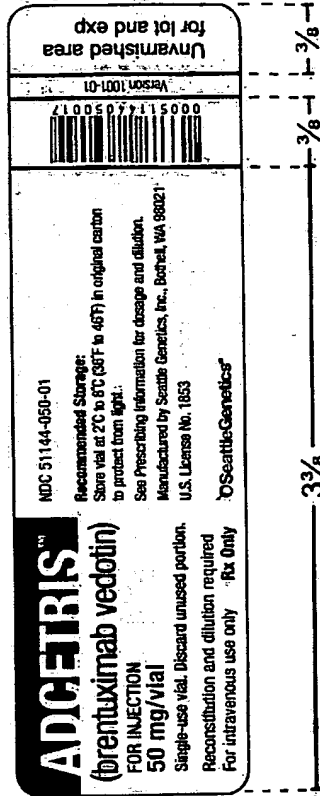 ADCETRIS™
(brentuximab vedotin)
FOR INJECTION
50 mg/vial
Single-use vial. Discard unused portion.
Reconstitution and dilution required
For intravenous use only Rx Only
NDC 51144-050-01
Recommended Storage:
Store vial at 2°C to 8°C (36°F to 46°F) in original carton
to protect from light.
See Prescribing Information for dosage and dilution.
Manufactured by Seattle Genetics, Inc., Bothell, WA 98021
U.S. License No. 1853
SeattleGenetics®
Version 1001-01
Unvarnished area
for lot and exp
3⅜
⅜
⅜